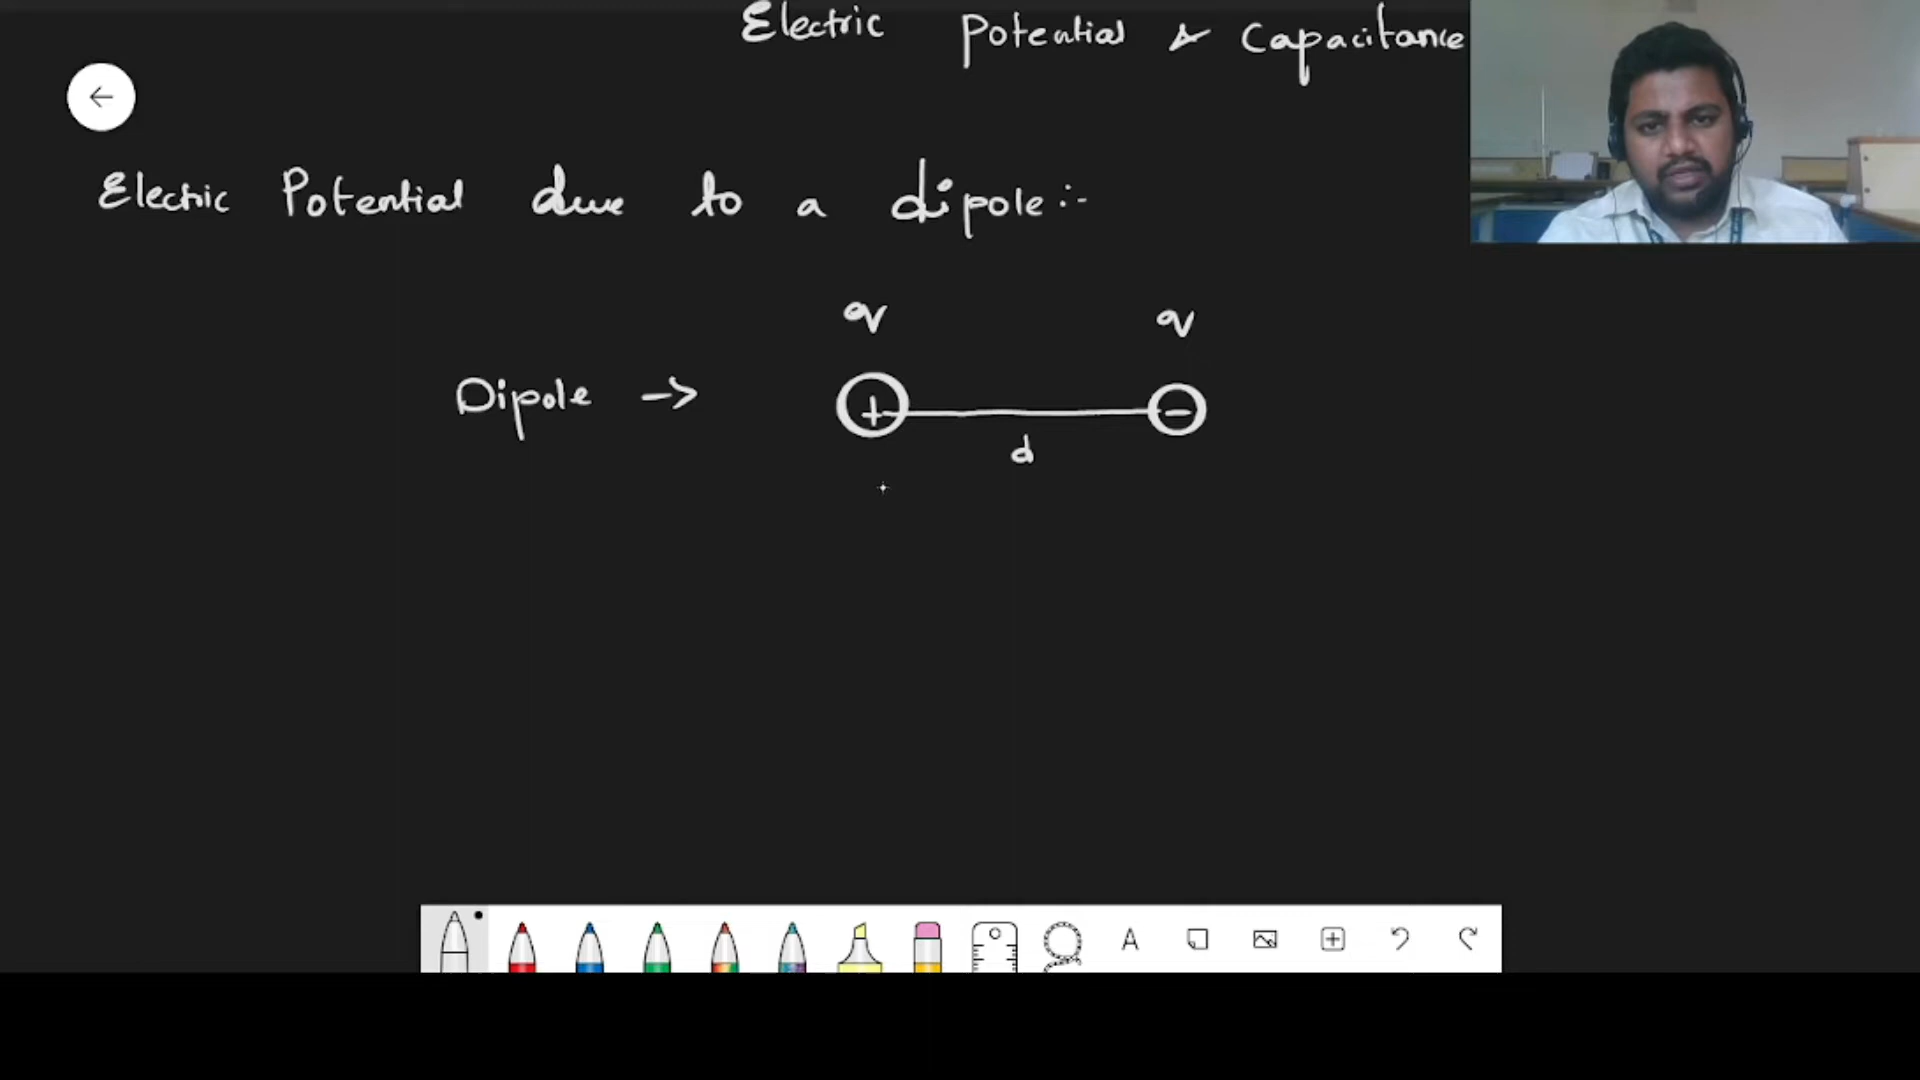 Electric Potential & Capacitance
Electric Potential due to a dipole :-
q q
Dipole → + -
d
A